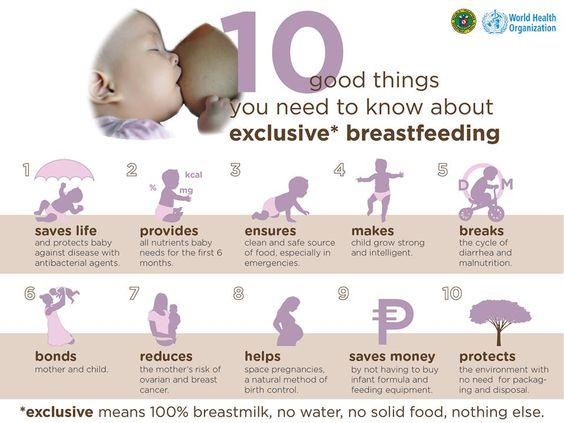 World Health
Organization
10
good things
you need to know about
exclusive* breastfeeding
1
saves life
and protects baby
against disease with
antibacterial agents.
2
kcal
%
mg
provides
all nutrients baby
needs for the first 6
months.
3
ensures
clean and safe source
of food, especially in
emergencies.
4
makes
child grow strong
and intelligent.
5
D M
breaks
the cycle of
diarrhea and
malnutrition.
6
bonds
mother and child.
7
reduces
the mother's risk of
ovarian and breast
cancer.
8
helps
space pregnancies,
a natural method of
birth control.
9
₱
saves money
by not having to buy
infant formula and
feeding equipment.
10
protects
the environment with
no need for packag-
ing and disposal.
*exclusive means 100% breastmilk, no water, no solid food, nothing else.